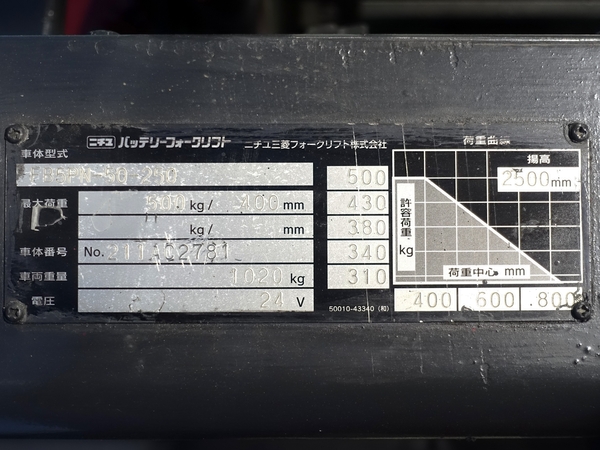 ニチユ バッテリーフォークリフト ニチユ三菱フォークリフト株式会社 荷重曲線
車体型式
揚高
500
2500mm
最大荷重 500 kg/ 400 mm 430
kg/ mm 380
許容荷重 kg
車体番号 No. 340
車両重量 1020 kg 310
荷重中心 mm
電圧 24 V
50010-43340 (和)
400 600 800